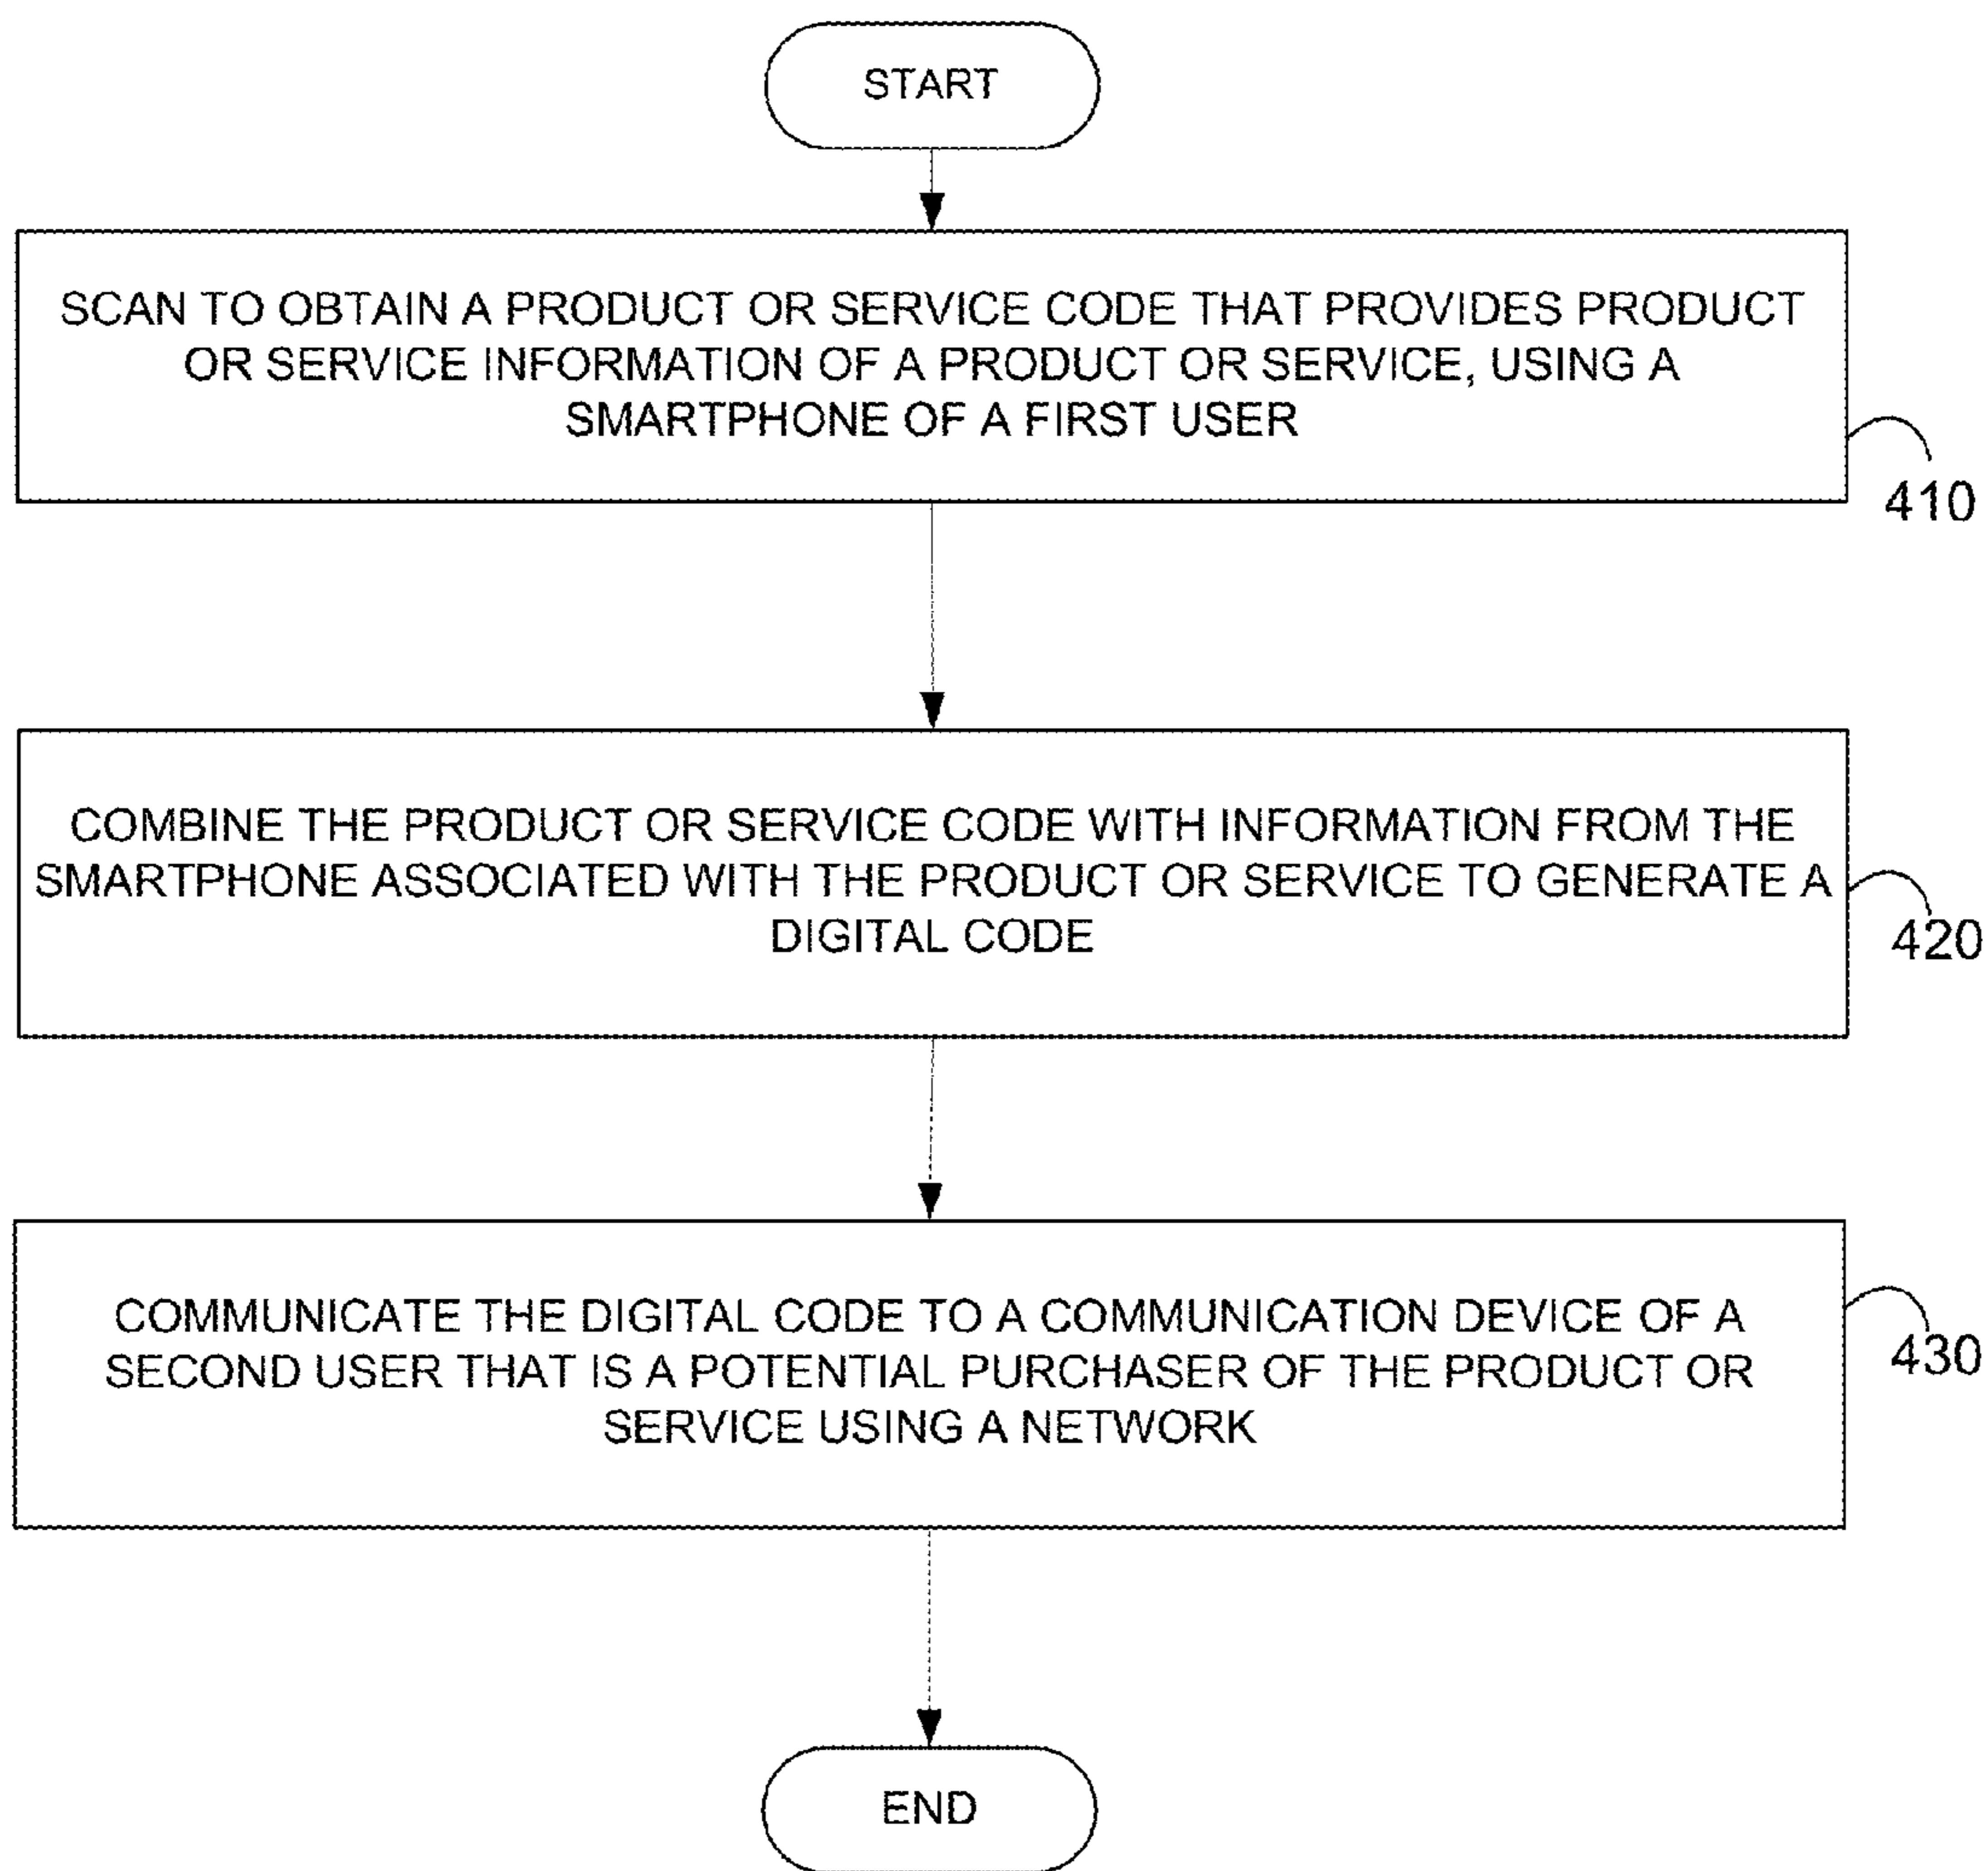 START
SCAN TO OBTAIN A PRODUCT OR SERVICE CODE THAT PROVIDES PRODUCT
OR SERVICE INFORMATION OF A PRODUCT OR SERVICE, USING A
SMARTPHONE OF A FIRST USER
410
COMBINE THE PRODUCT OR SERVICE CODE WITH INFORMATION FROM THE
SMARTPHONE ASSOCIATED WITH THE PRODUCT OR SERVICE TO GENERATE A
DIGITAL CODE
420
COMMUNICATE THE DIGITAL CODE TO A COMMUNICATION DEVICE OF A
SECOND USER THAT IS A POTENTIAL PURCHASER OF THE PRODUCT OR
SERVICE USING A NETWORK
430
END